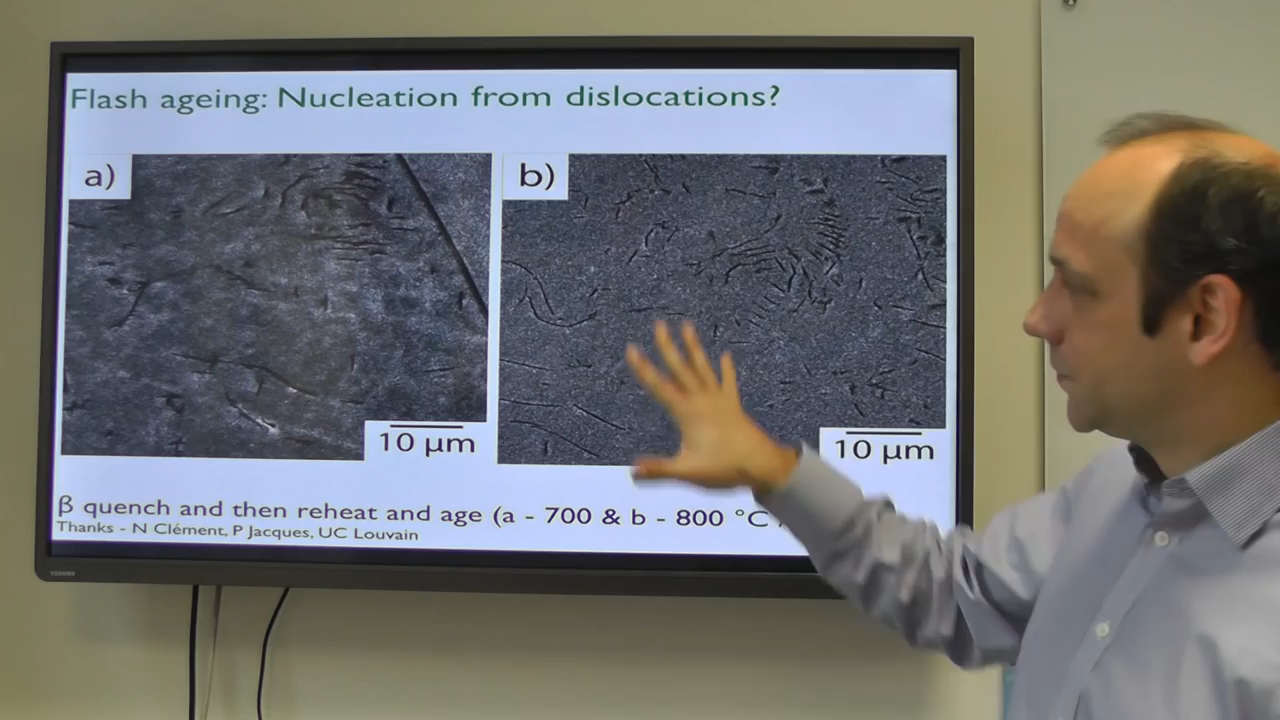 Flash ageing: Nucleation from dislocations?
a)
b)
10 µm
10 µm
β quench and then reheat and age (a - 700 & b - 800 °C
Thanks - N Clément, P Jacques, UC Louvain
TOSHIBA